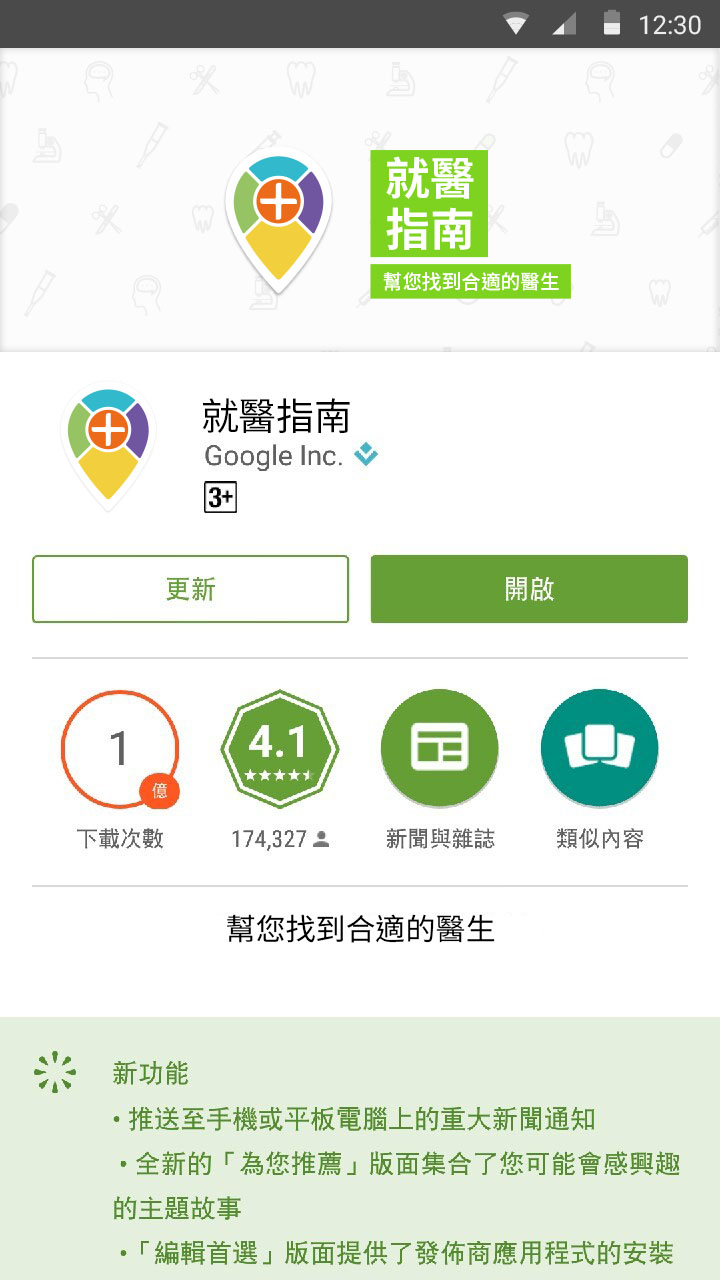 12:30
就醫
指南
幫您找到合適的醫生
就醫指南
Google Inc.
3+
更新
開啟
1
億
4.1
下載次數
174,327
新聞與雜誌
類似內容
幫您找到合適的醫生
新功能
• 推送至手機或平板電腦上的重大新聞通知
• 全新的「為您推薦」版面集合了您可能會感興趣
的主題故事
•「編輯首選」版面提供了發佈商應用程式的安裝